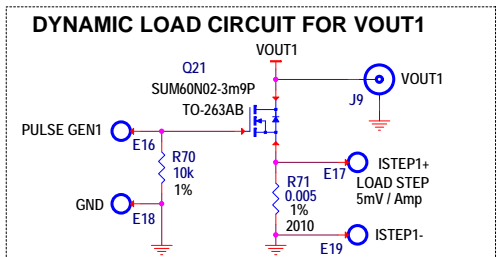 DYNAMIC LOAD CIRCUIT FOR VOUT1
VOUT1
Q21
SUM60N02-3m9P
TO-263AB
VOUT1
J9
PULSE GEN1
E16
R70
10k
1%
GND
E18
R71
0.005
1%
2010
E17
ISTEP1+
LOAD STEP
5mV / Amp
E19
ISTEP1-